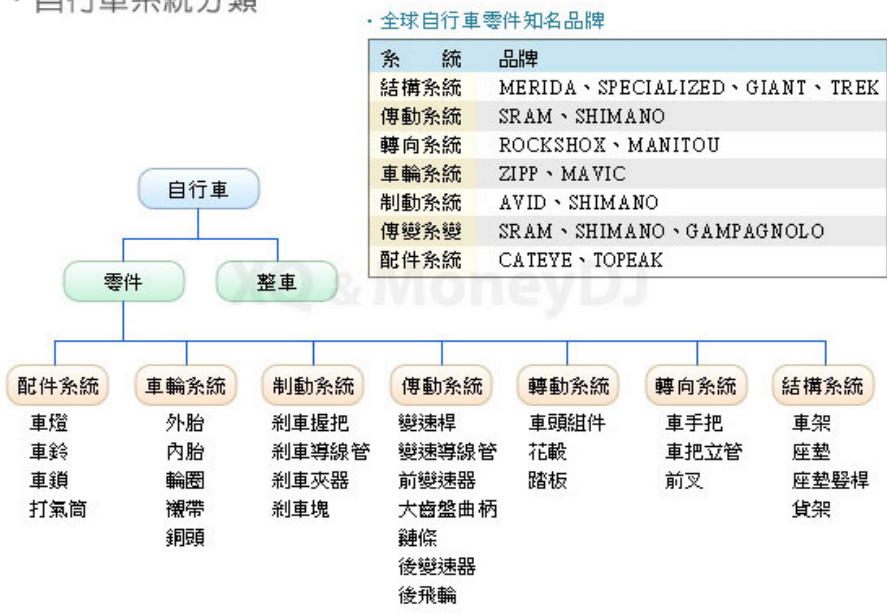 ・自行車系統分類
・全球自行車零件知名品牌
系 統 品牌
結構系統 MERIDA、SPECIALIZED、GIANT、TREK
傳動系統 SRAM、SHIMANO
轉向系統 ROCKSHOX、MANITOU
車輪系統 ZIPP、MAVIC
制動系統 AVID、SHIMANO
傳變系變 SRAM、SHIMANO、GAMPAGNOLO
配件系統 CATEYE、TOPEAK
自行車
零件 整車
XQ & MoneyDJ
配件系統
車燈
車鈴
車鎖
打氣筒
車輪系統
外胎
內胎
輪圈
襯帶
銅頭
制動系統
剎車握把
剎車導線管
剎車夾器
剎車塊
傳動系統
變速桿
變速導線管
前變速器
大齒盤曲柄
鏈條
後變速器
後飛輪
轉動系統
車頭組件
花轂
踏板
轉向系統
車手把
車把立管
前叉
結構系統
車架
座墊
座墊豎桿
貨架